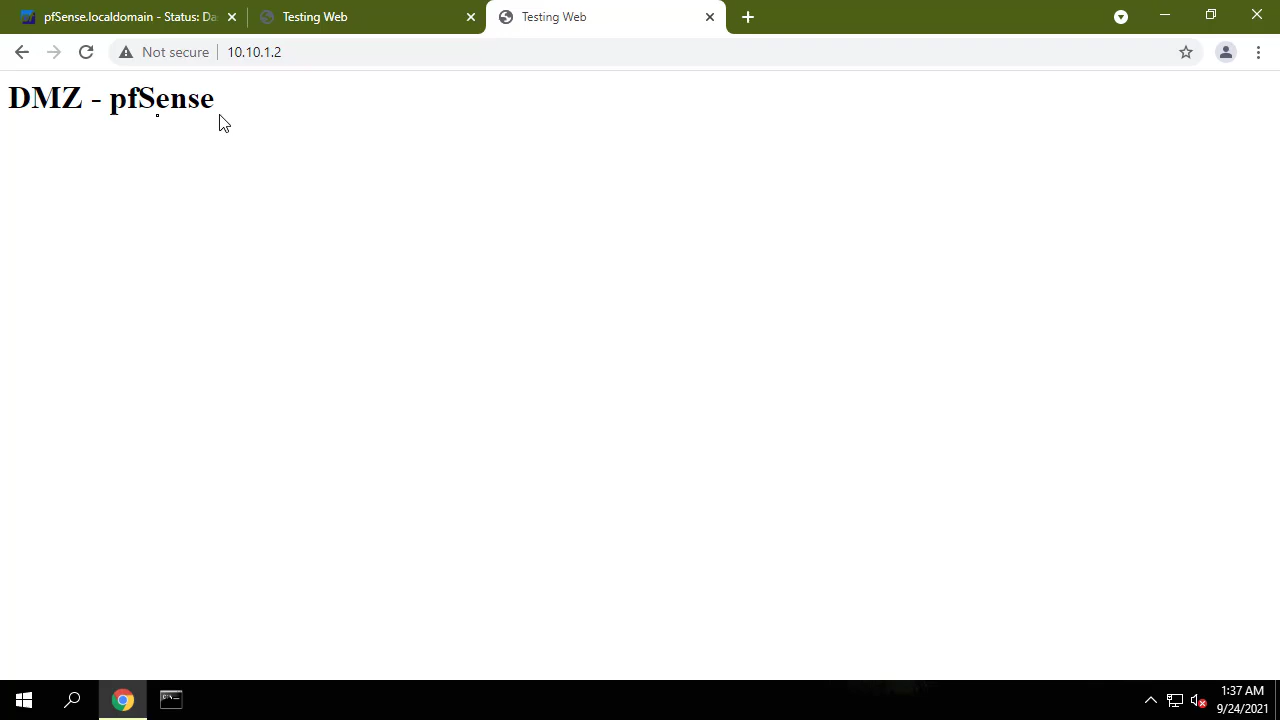 pfSense.localdomain - Status: Da
Testing Web
Testing Web
Not secure
10.10.1.2
DMZ - pfSense
1:37 AM
9/24/2021